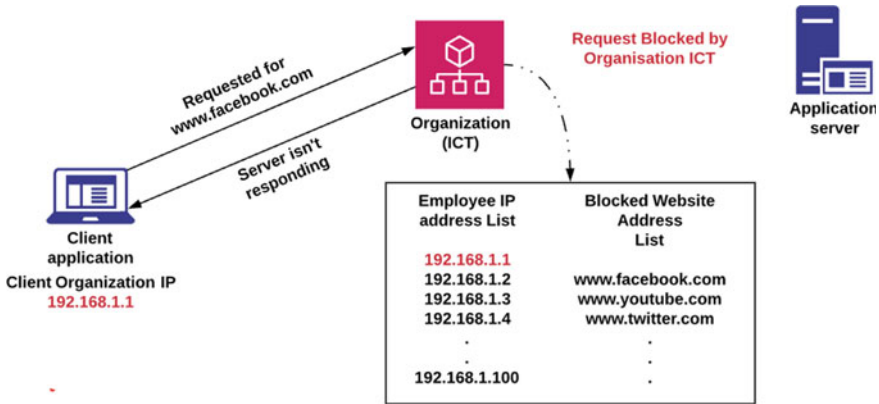 Requested for
www.facebook.com
Server isn't
responding
Client
application
Client Organization IP
192.168.1.1
Organization
(ICT)
Request Blocked by
Organisation ICT
Application
server
Employee IP
address List
Blocked Website
Address
List
192.168.1.1
192.168.1.2 www.facebook.com
192.168.1.3 www.youtube.com
192.168.1.4 www.twitter.com
. .
. .
192.168.1.100 .